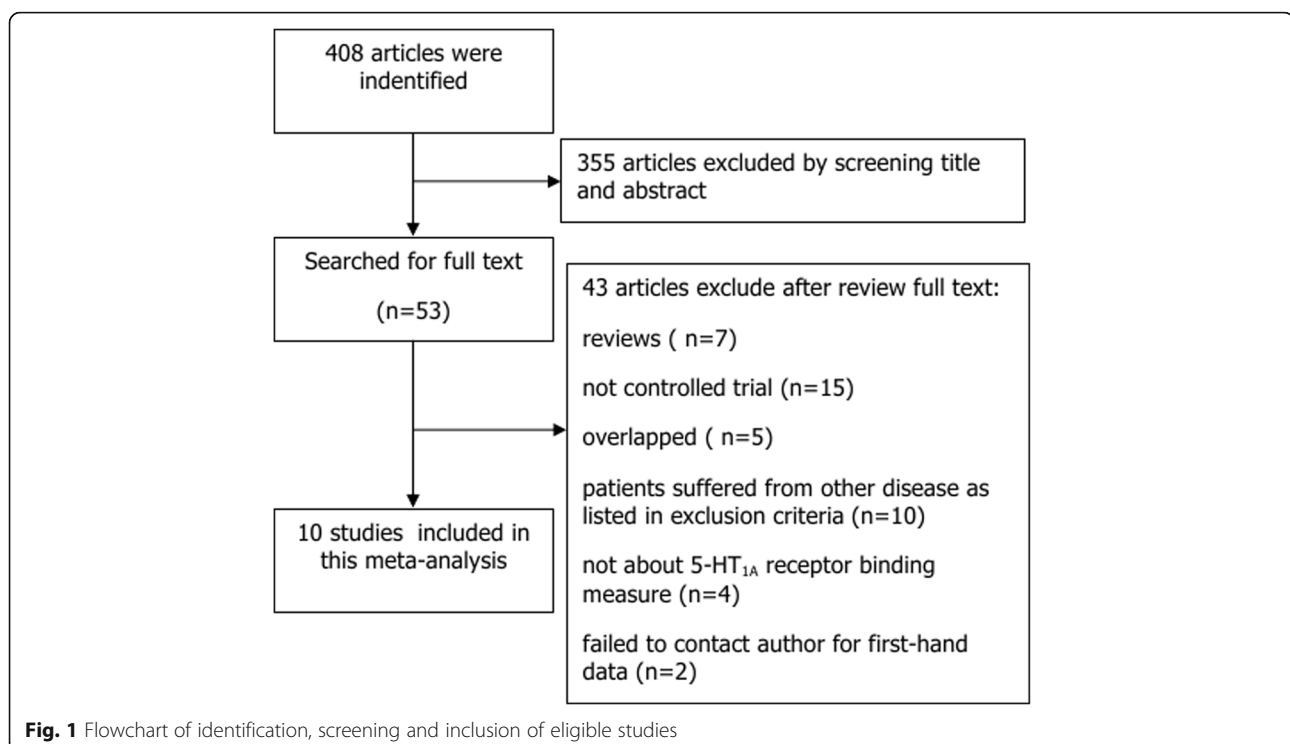 408 articles were
indentified
355 articles excluded by screening title
and abstract
Searched for full text
(n=53)
43 articles exclude after review full text:
reviews ( n=7)
not controlled trial (n=15)
overlapped ( n=5)
patients suffered from other disease as
listed in exclusion criteria (n=10)
not about 5-HT1A receptor binding
measure (n=4)
failed to contact author for first-hand
data (n=2)
10 studies included in
this meta-analysis
Fig. 1 Flowchart of identification, screening and inclusion of eligible studies